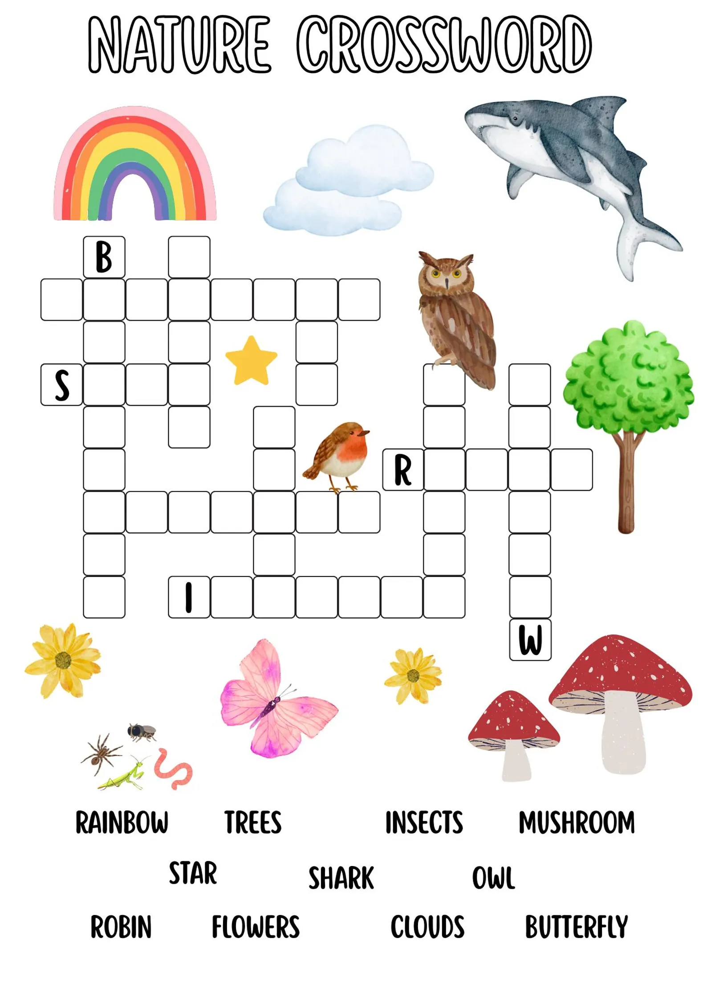 NATURE CROSSWORD
B
S
R
I
W
RAINBOW TREES INSECTS MUSHROOM
STAR SHARK OWL
ROBIN FLOWERS CLOUDS BUTTERFLY